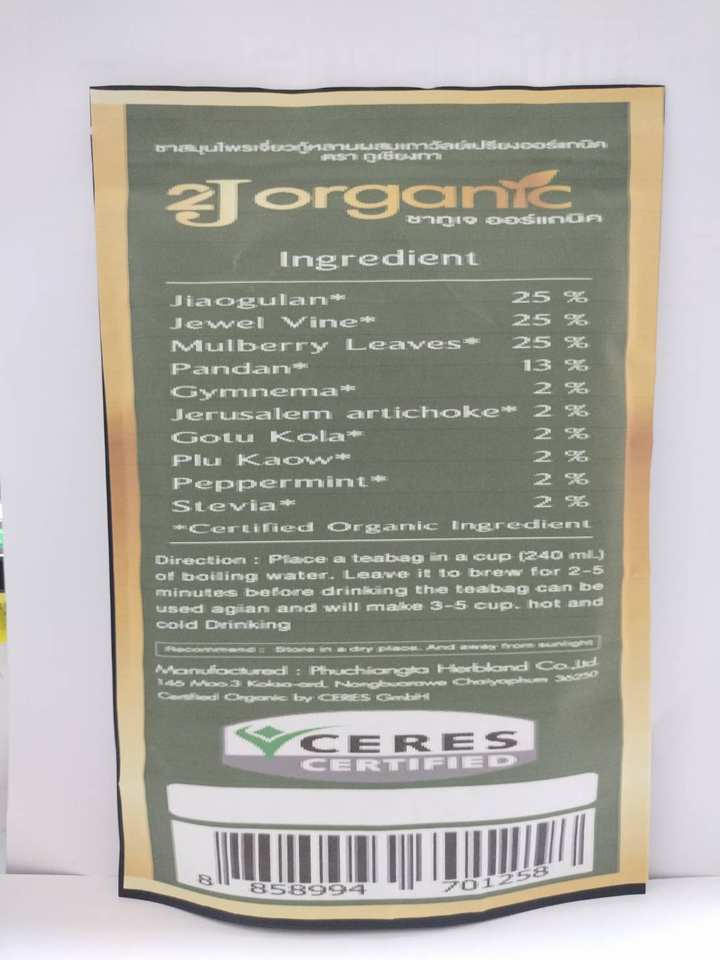 ชาสมุนไพรเจียวกู้หลานผสมเถาวัลย์เปรียงออร์แกนิค
ตรา ภูเชียงทา
2J organic
ชาทูเจ ออร์แกนิค
Ingredient
Jiaogulan* 25 %
Jewel Vine* 25 %
Mulberry Leaves* 25 %
Pandan* 13 %
Gymnema* 2 %
Jerusalem artichoke* 2 %
Gotu Kola* 2 %
Plu Kaow* 2 %
Peppermint* 2 %
Stevia* 2 %
*Certified Organic Ingredient
Direction : Place a teabag in a cup (240 ml.)
of boiling water. Leave it to brew for 2-5
minutes before drinking the teabag can be
used agian and will make 3-5 cup. hot and
cold Drinking
Recommend : Store in a dry place. And away from sunlight
Manufactured : Phuchiangta Herbland Co.,Ltd.
146 Moo.3 Nongbuarawe Chaiyaphum 36250
Certified Organic by CERES GmbH
CERES
CERTIFIED
8 858994 701258